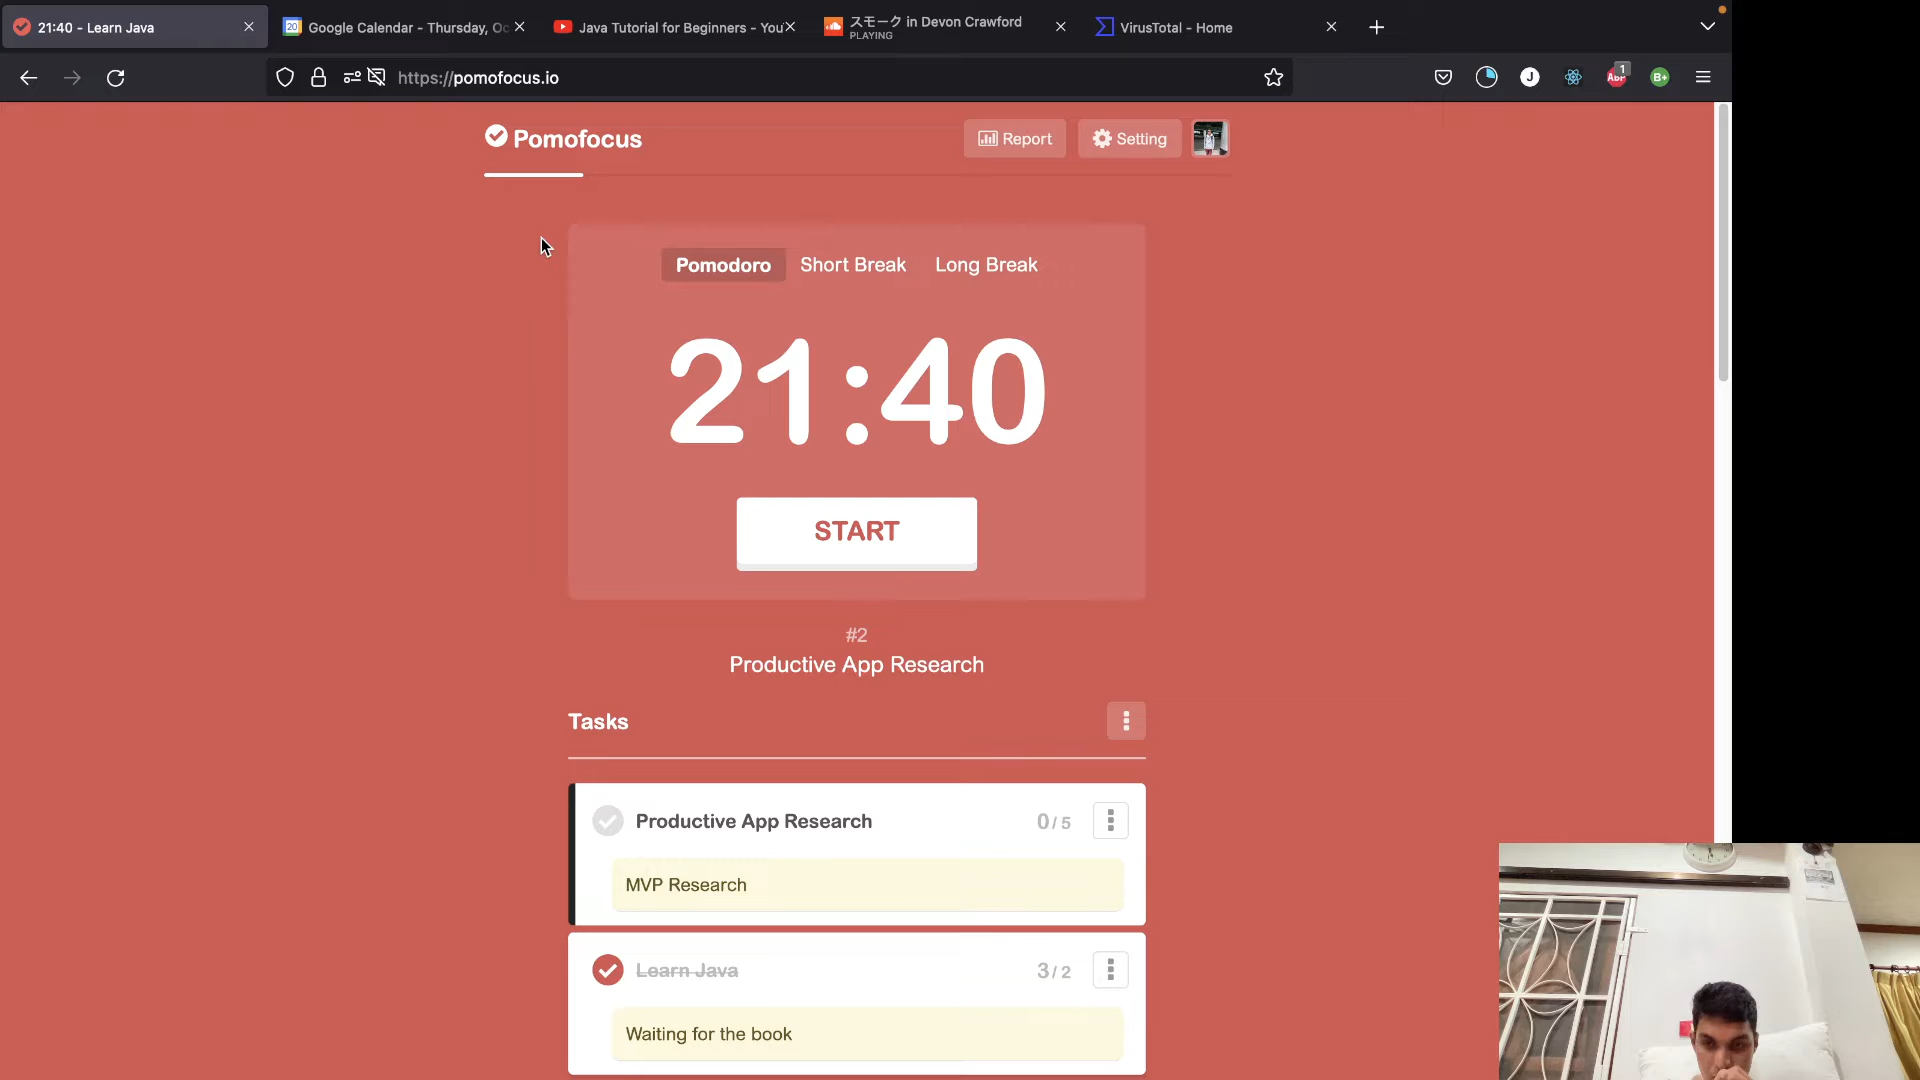 21:40 - Learn Java
20
Google Calendar - Thursday, Oc
Java Tutorial for Beginners - You
スモーク in Devon Crawford
PLAYING
VirusTotal - Home
https://pomofocus.io
J
ABP
1
B+
Pomofocus
Report
Setting
Pomodoro
Short Break
Long Break
21:40
START
#2
Productive App Research
Tasks
Productive App Research
0/ 5
MVP Research
Learn Java
3/ 2
Waiting for the book